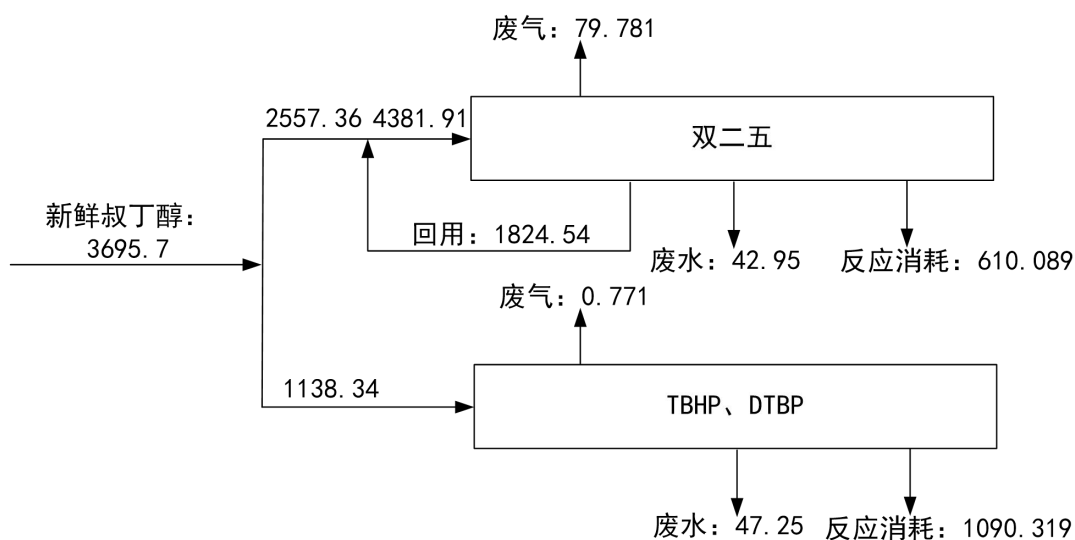 废气：79.781
2557.36 4381.91
双二五
新鲜叔丁醇：
3695.7
回用：1824.54
废水：42.95
反应消耗：610.089
废气：0.771
1138.34
TBHP、DTBP
废水：47.25
反应消耗：1090.319